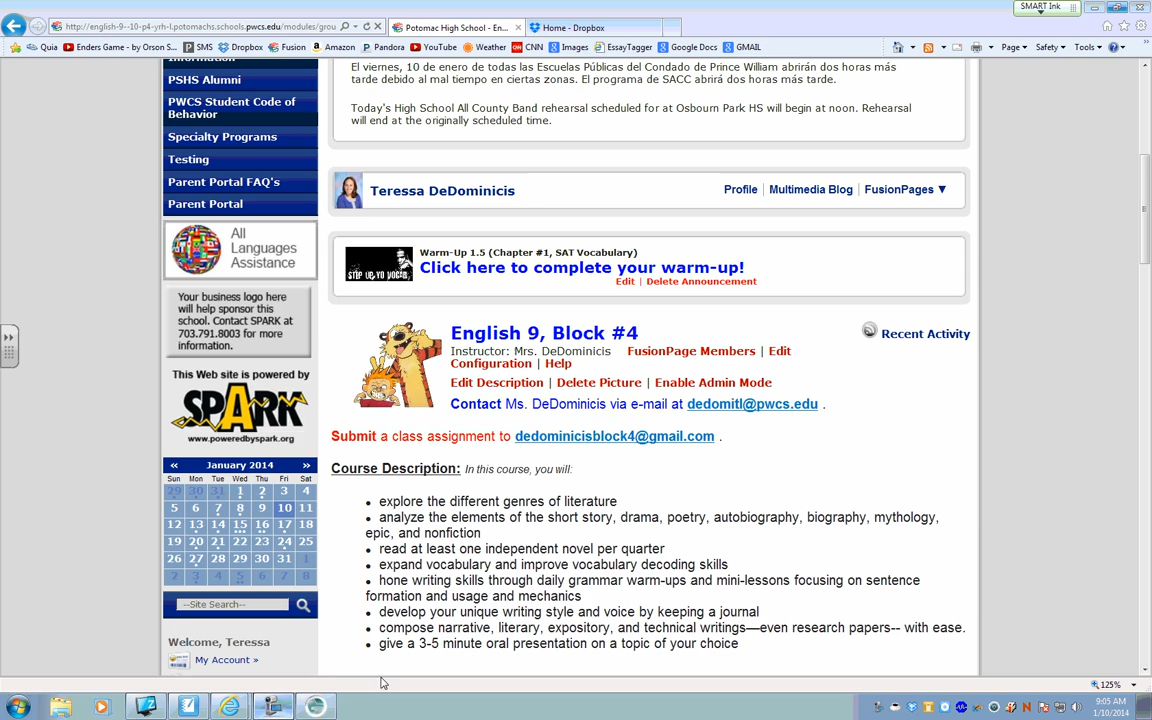 SMART Ink
http://english-9--10-p4-yrh-l.potomachs.schools.pwcs.edu/modules/grou
Potomac High School - En...
Home - Dropbox
Quia
Enders Game - by Orson S...
SMS
Dropbox
Fusion
Amazon
Pandora
YouTube
Weather
CNN
Images
EssayTagger
Google Docs
GMAIL
Page
Safety
Tools
Information
PSHS Alumni
PWCS Student Code of
Behavior
Specialty Programs
Testing
Parent Portal FAQ's
Parent Portal
All
Languages
Assistance
Your business logo here
will help sponsor this
school. Contact SPARK at
703.791.8003 for more
information.
This Web site is powered by
SPARK
www.poweredbyspark.org
« January 2014 »
Sun Mon Tue Wed Thu Fri Sat
29 30 31 1 2 3 4
5 6 7 8 9 10 11
12 13 14 15 16 17 18
19 20 21 22 23 24 25
26 27 28 29 30 31 1
2 3 4 5 6 7 8
--Site Search--
Welcome, Teressa
My Account »
El viernes, 10 de enero de todas las Escuelas Públicas del Condado de Prince William abrirán dos horas más
tarde debido al mal tiempo en ciertas zonas. El programa de SACC abrirá dos horas más tarde.
Today's High School All County Band rehearsal scheduled for at Osbourn Park HS will begin at noon. Rehearsal
will end at the originally scheduled time.
Teressa DeDominicis
Profile | Multimedia Blog | FusionPages ▼
STEP UP YO VOCAB
Warm-Up 1.5 (Chapter #1, SAT Vocabulary)
Click here to complete your warm-up!
Edit | Delete Announcement
English 9, Block #4
Recent Activity
Instructor: Mrs. DeDominicis FusionPage Members | Edit
Configuration | Help
Edit Description | Delete Picture | Enable Admin Mode
Contact Ms. DeDominicis via e-mail at dedomitl@pwcs.edu .
Submit a class assignment to dedominicisblock4@gmail.com .
Course Description: In this course, you will:
• explore the different genres of literature
• analyze the elements of the short story, drama, poetry, autobiography, biography, mythology,
epic, and nonfiction
• read at least one independent novel per quarter
• expand vocabulary and improve vocabulary decoding skills
• hone writing skills through daily grammar warm-ups and mini-lessons focusing on sentence
formation and usage and mechanics
• develop your unique writing style and voice by keeping a journal
• compose narrative, literary, expository, and technical writings—even research papers-- with ease.
• give a 3-5 minute oral presentation on a topic of your choice
125%
9:05 AM
1/10/2014